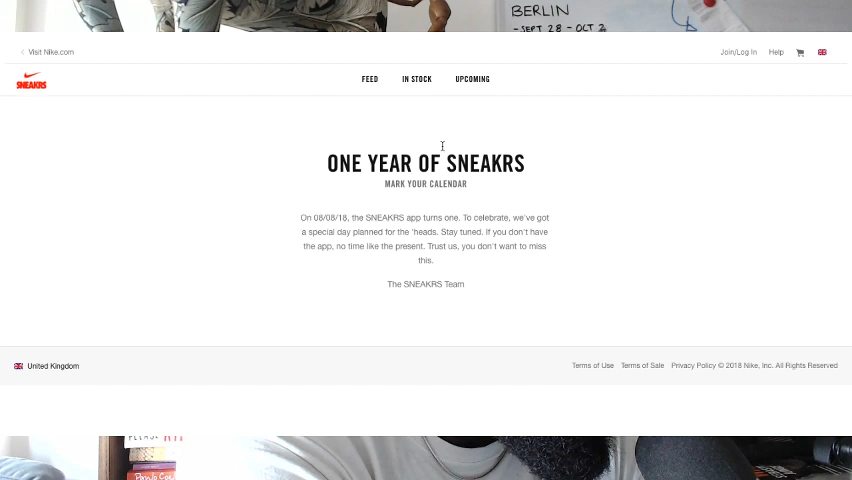 BERLIN
- SEPT 28 - OCT 2
Visit Nike.com
Join/Log In Help
SNEAKRS
FEED IN STOCK UPCOMING
ONE YEAR OF SNEAKRS
MARK YOUR CALENDAR
On 08/08/18, the SNEAKRS app turns one. To celebrate, we've got
a special day planned for the 'heads. Stay tuned. If you don't have
the app, no time like the present. Trust us, you don't want to miss
this.
The SNEAKRS Team
United Kingdom
Terms of Use Terms of Sale Privacy Policy © 2018 Nike, Inc. All Rights Reserved